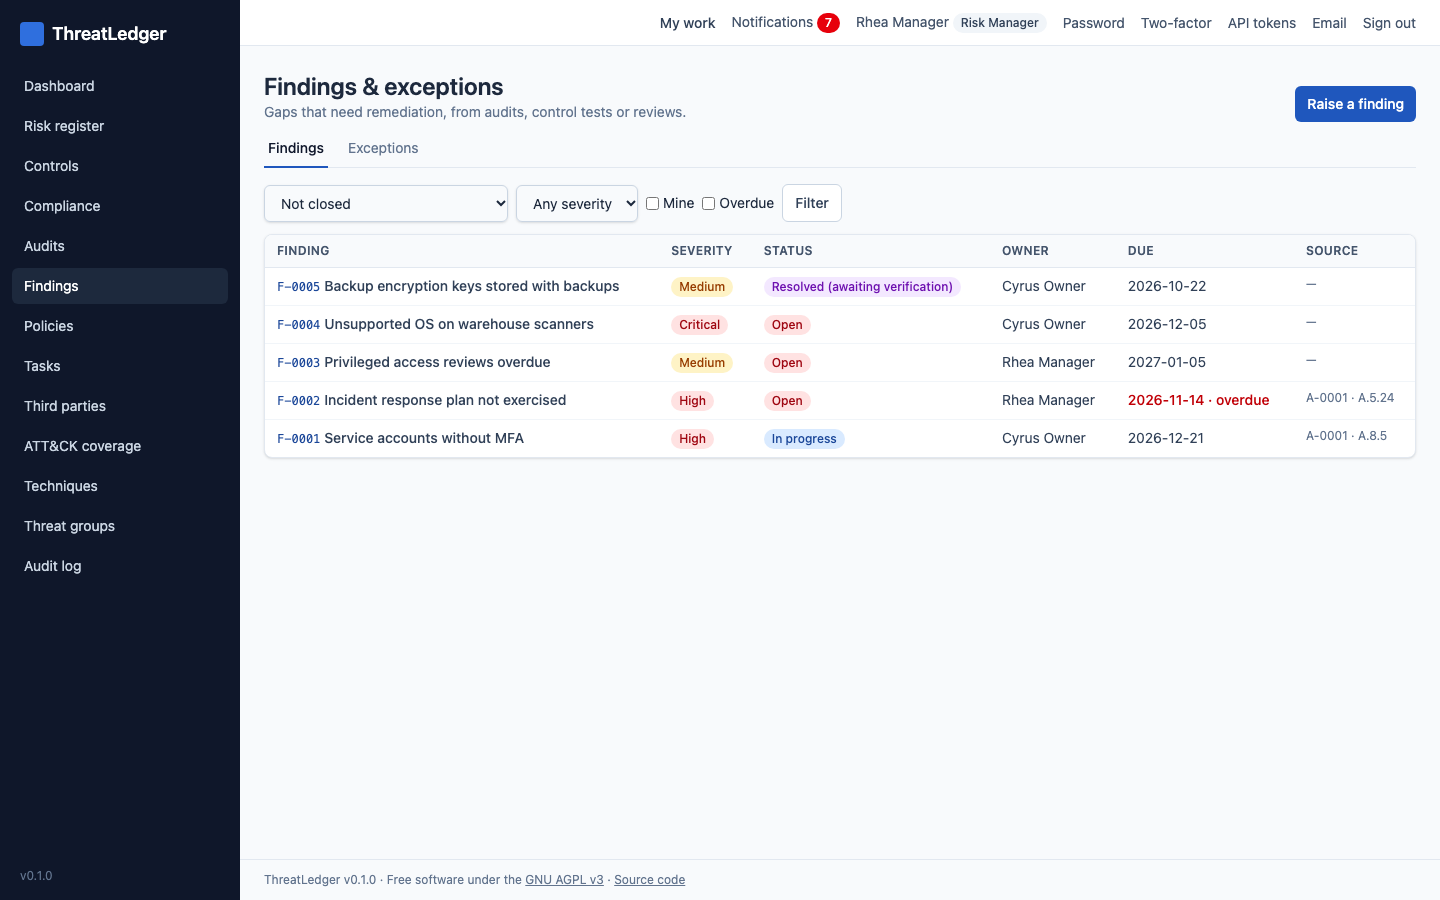 ThreatLedger
Dashboard
Risk register
Controls
Compliance
Audits
Findings
Policies
Tasks
Third parties
ATT&CK coverage
Techniques
Threat groups
Audit log
v0.1.0
My work Notifications 7 Rhea Manager Risk Manager Password Two-factor API tokens Email Sign out
Findings & exceptions
Gaps that need remediation, from audits, control tests or reviews.
Raise a finding
Findings Exceptions
Not closed Any severity Mine Overdue Filter
FINDING SEVERITY STATUS OWNER DUE SOURCE
F-0005 Backup encryption keys stored with backups Medium Resolved (awaiting verification) Cyrus Owner 2026-10-22 —
F-0004 Unsupported OS on warehouse scanners Critical Open Cyrus Owner 2026-12-05 —
F-0003 Privileged access reviews overdue Medium Open Rhea Manager 2027-01-05 —
F-0002 Incident response plan not exercised High Open Rhea Manager 2026-11-14 · overdue A-0001 · A.5.24
F-0001 Service accounts without MFA High In progress Cyrus Owner 2026-12-21 A-0001 · A.8.5
ThreatLedger v0.1.0 · Free software under the GNU AGPL v3 · Source code